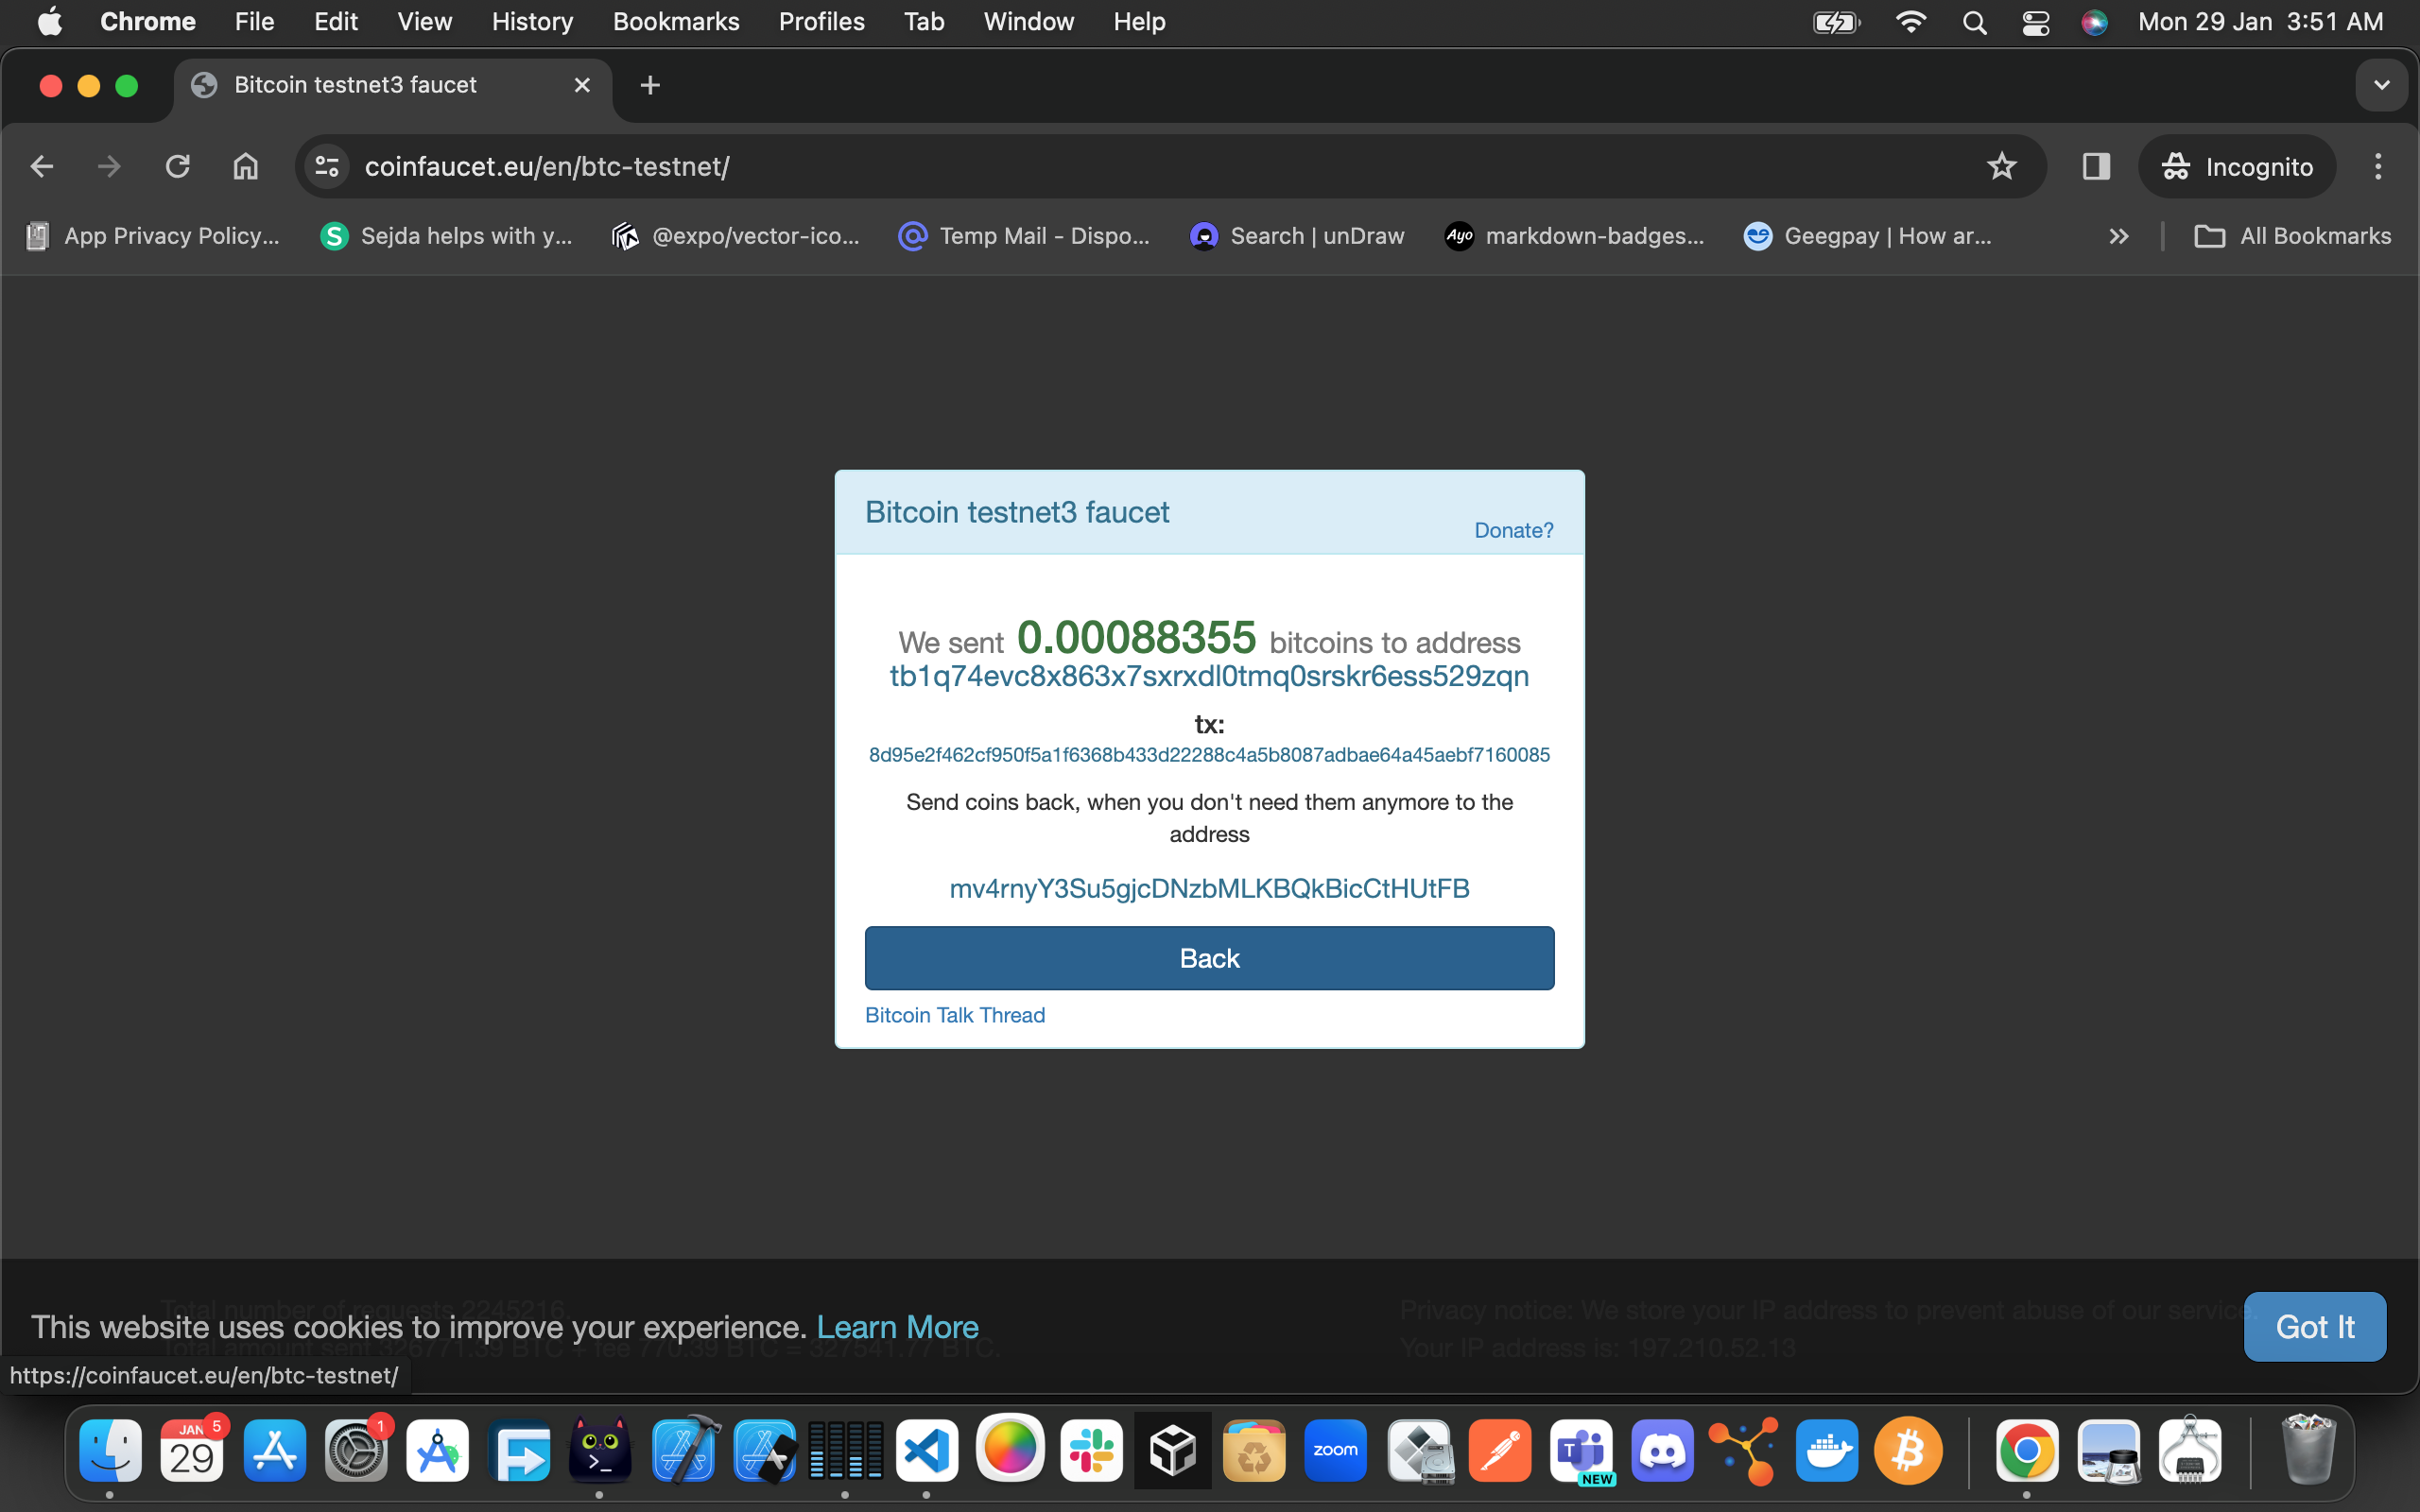 Chrome File Edit View History Bookmarks Profiles Tab Window Help Mon 29 Jan 3:51 AM
Bitcoin testnet3 faucet
coinfaucet.eu/en/btc-testnet/ Incognito
App Privacy Policy... Sejda helps with y... @expo/vector-ico... Temp Mail - Dispo... Search | unDraw Ayo markdown-badges... Geegpay | How ar... All Bookmarks
Bitcoin testnet3 faucet
Donate?
We sent 0.00088355 bitcoins to address
tb1q74evc8x863x7sxrxdl0tmq0srskr6ess529zqn
tx:
8d95e2f462cf950f5a1f6368b433d22288c4a5b8087adbae64a45aebf7160085
Send coins back, when you don't need them anymore to the
address
mv4rnyY3Su5gjcDNzbMLKBQkBicCtHUtFB
Back
Bitcoin Talk Thread
Total number of requests 2245216.
Privacy notice: We store your IP address to prevent abuse of our service.
This website uses cookies to improve your experience. Learn More
Got It
Total amount sent 326771.39 BTC + fee 770.39 BTC = 327541.77 BTC.
Your IP address is: 197.210.52.13
https://coinfaucet.eu/en/btc-testnet/
JAN 5
29
1
zoom
T
NEW